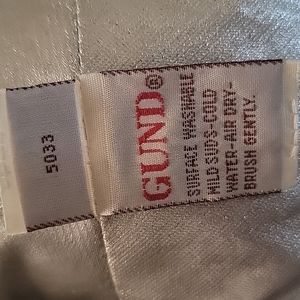 5033
GUND®
SURFACE WASHABLE
MILD SUDS-COLD
WATER-AIR DRY-
BRUSH GENTLY.